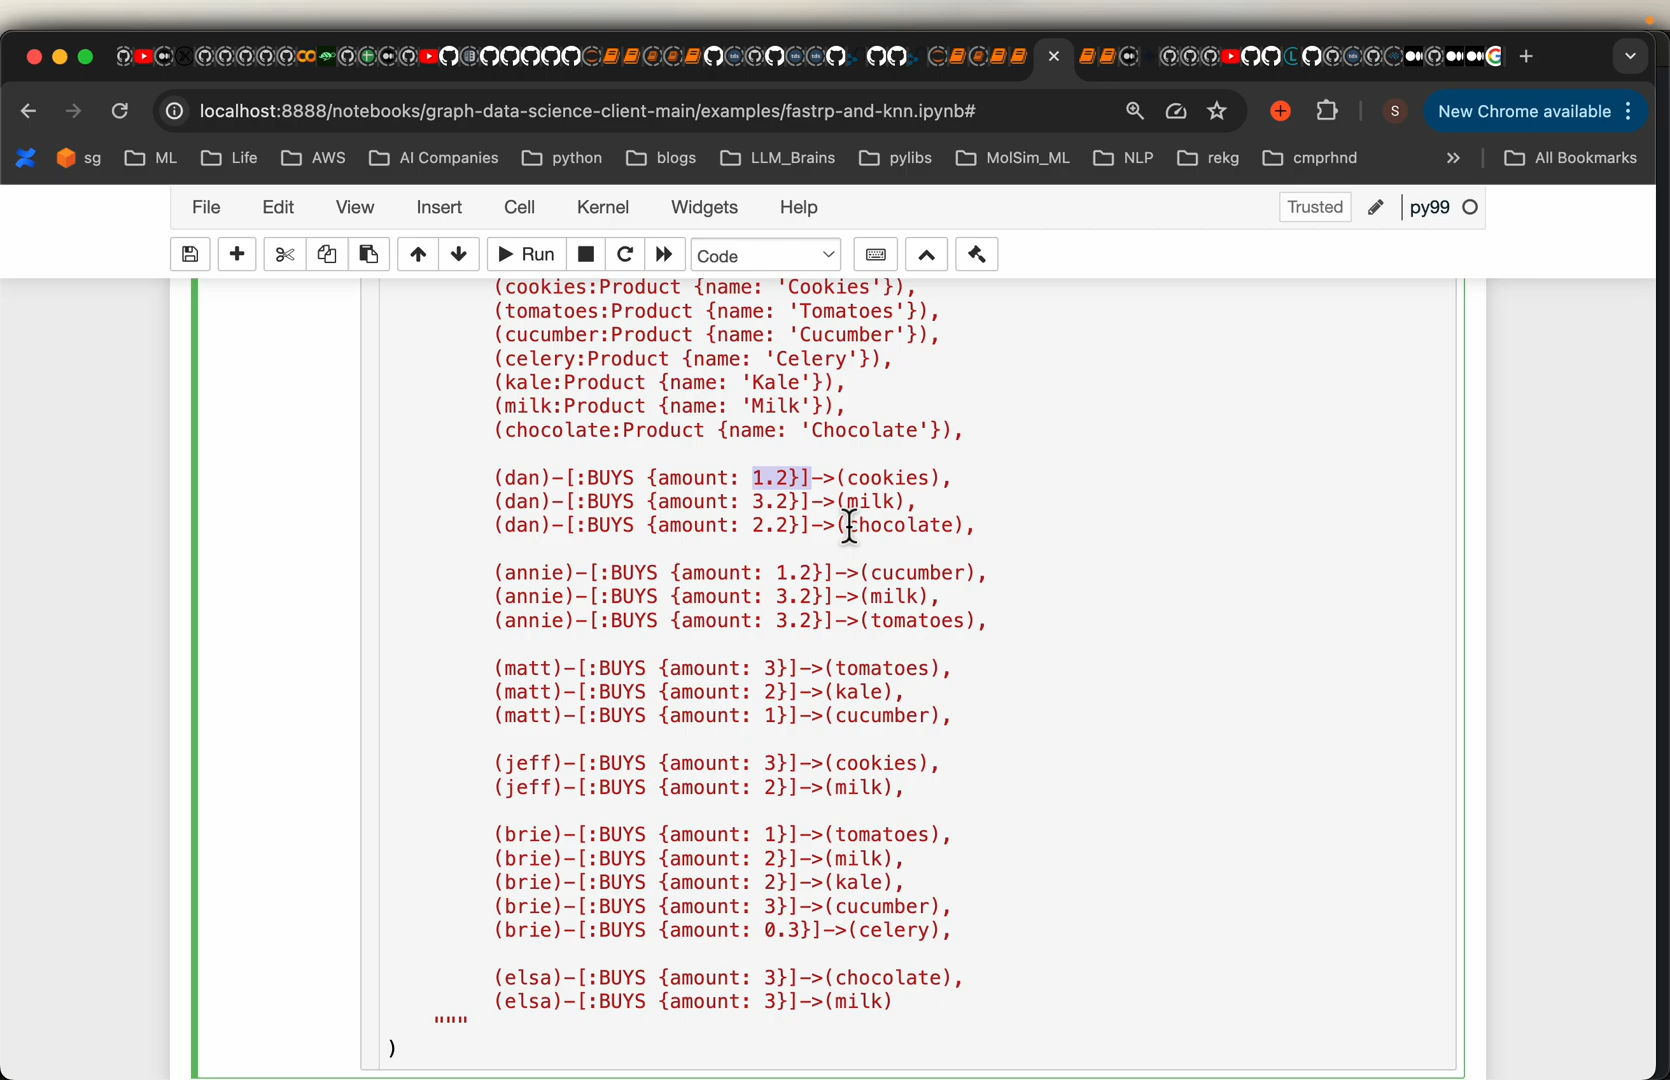 localhost:8888/notebooks/graph-data-science-client-main/examples/fastrp-and-knn.ipynb#
S
New Chrome available
sg
ML
Life
AWS
AI Companies
python
blogs
LLM_Brains
pylibs
MolSim_ML
NLP
rekg
cmprhnd
»
All Bookmarks
File
Edit
View
Insert
Cell
Kernel
Widgets
Help
Trusted
py99
Run
Code
(cookies:Product {name: 'Cookies'}),
(tomatoes:Product {name: 'Tomatoes'}),
(cucumber:Product {name: 'Cucumber'}),
(celery:Product {name: 'Celery'}),
(kale:Product {name: 'Kale'}),
(milk:Product {name: 'Milk'}),
(chocolate:Product {name: 'Chocolate'}),
(dan)-[:BUYS {amount: 1.2}]->(cookies),
(dan)-[:BUYS {amount: 3.2}]->(milk),
(dan)-[:BUYS {amount: 2.2}]->(chocolate),
(annie)-[:BUYS {amount: 1.2}]->(cucumber),
(annie)-[:BUYS {amount: 3.2}]->(milk),
(annie)-[:BUYS {amount: 3.2}]->(tomatoes),
(matt)-[:BUYS {amount: 3}]->(tomatoes),
(matt)-[:BUYS {amount: 2}]->(kale),
(matt)-[:BUYS {amount: 1}]->(cucumber),
(jeff)-[:BUYS {amount: 3}]->(cookies),
(jeff)-[:BUYS {amount: 2}]->(milk),
(brie)-[:BUYS {amount: 1}]->(tomatoes),
(brie)-[:BUYS {amount: 2}]->(milk),
(brie)-[:BUYS {amount: 2}]->(kale),
(brie)-[:BUYS {amount: 3}]->(cucumber),
(brie)-[:BUYS {amount: 0.3}]->(celery),
(elsa)-[:BUYS {amount: 3}]->(chocolate),
(elsa)-[:BUYS {amount: 3}]->(milk)
"""
)